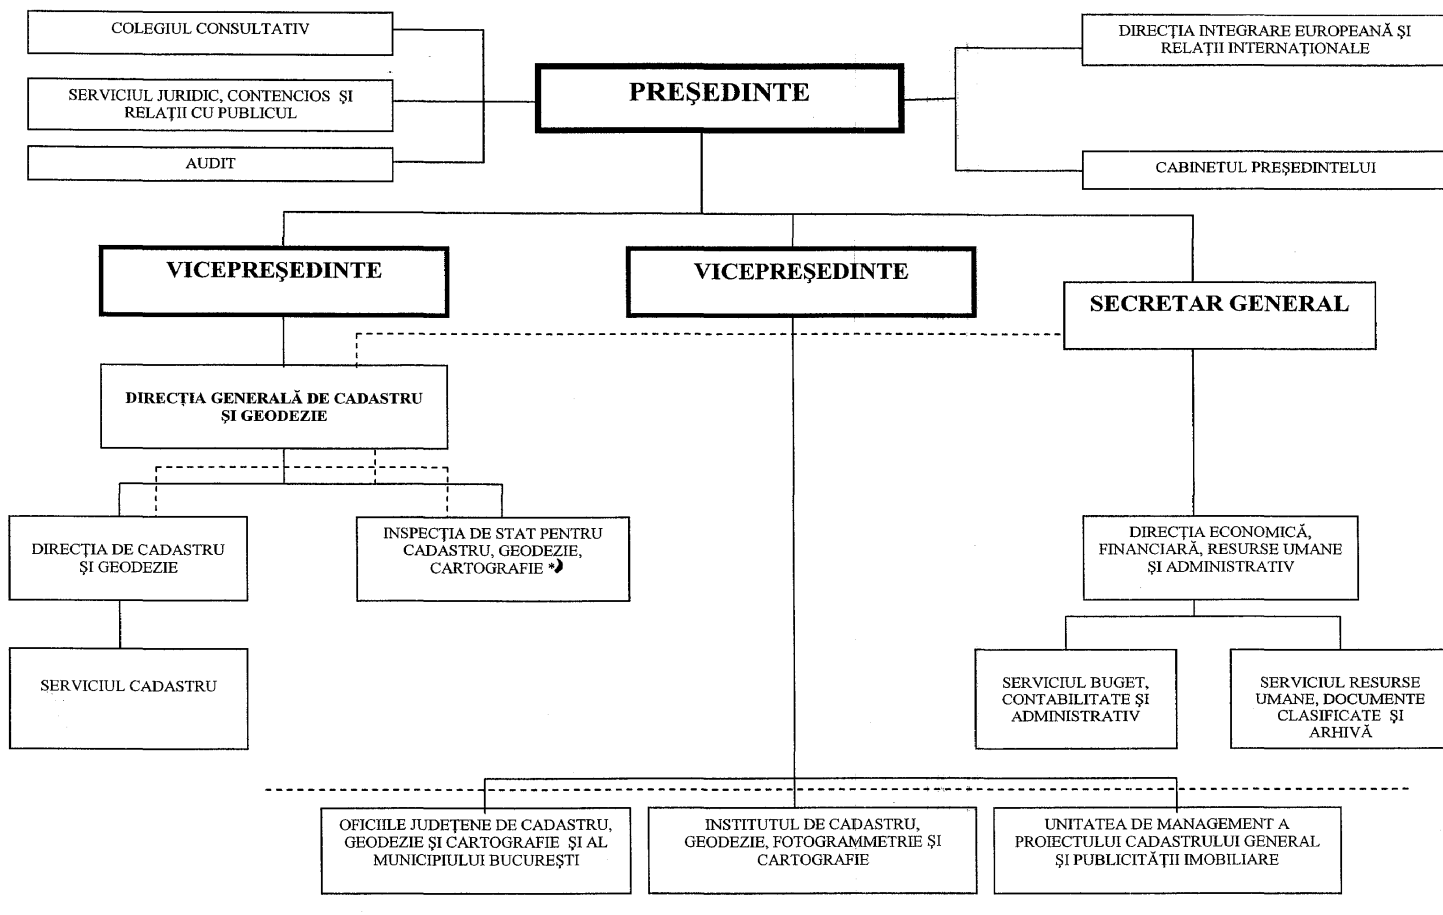 COLEGIUL CONSULTATIV
SERVICIUL JURIDIC, CONTENCIOS ŞI
RELAŢII CU PUBLICUL
AUDIT
PREŞEDINTE
DIRECŢIA INTEGRARE EUROPEANĂ ŞI
RELAŢII INTERNAŢIONALE
CABINETUL PREŞEDINTELUI
VICEPREŞEDINTE
VICEPREŞEDINTE
SECRETAR GENERAL
DIRECŢIA GENERALĂ DE CADASTRU
ŞI GEODEZIE
DIRECŢIA DE CADASTRU
ŞI GEODEZIE
INSPECŢIA DE STAT PENTRU
CADASTRU, GEODEZIE,
CARTOGRAFIE *)
DIRECŢIA ECONOMICĂ,
FINANCIARĂ, RESURSE UMANE
ŞI ADMINISTRATIV
SERVICIUL CADASTRU
SERVICIUL BUGET,
CONTABILITATE ŞI
ADMINISTRATIV
SERVICIUL RESURSE
UMANE, DOCUMENTE
CLASIFICATE ŞI
ARHIVĂ
OFICIILE JUDEŢENE DE CADASTRU,
GEODEZIE ŞI CARTOGRAFIE ŞI AL
MUNICIPIULUI BUCUREŞTI
INSTITUTUL DE CADASTRU,
GEODEZIE, FOTOGRAMMETRIE ŞI
CARTOGRAFIE
UNITATEA DE MANAGEMENT A
PROIECTULUI CADASTRULUI GENERAL
ŞI PUBLICITĂŢII IMOBILIARE